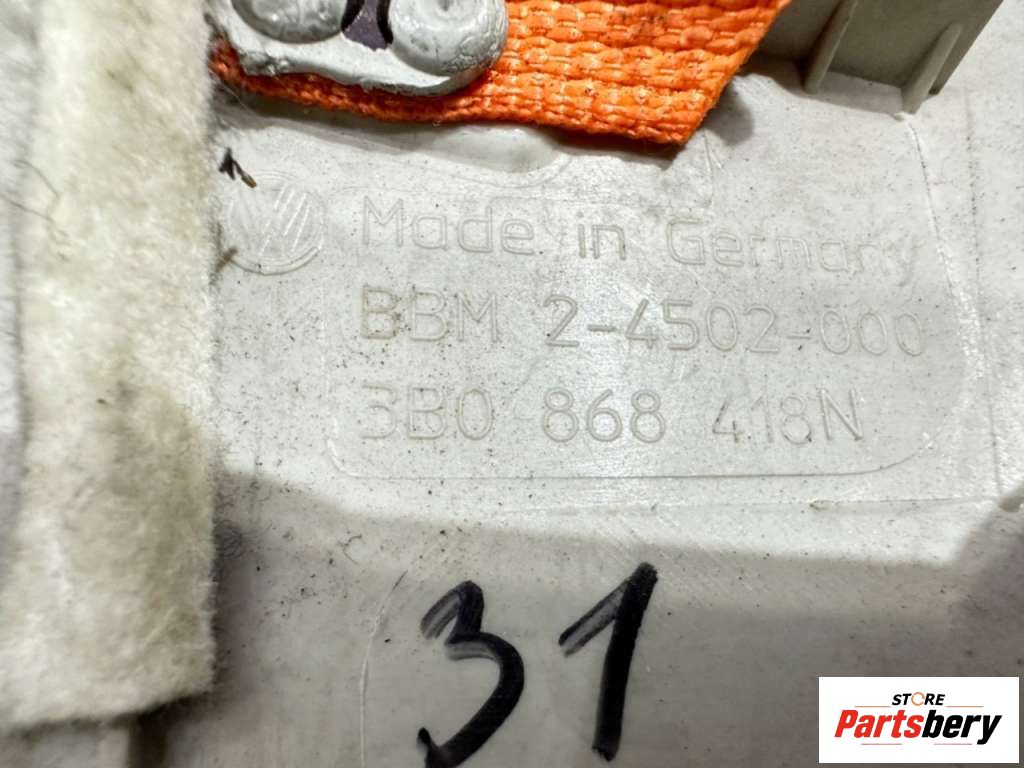 Made in Germany
BBM 2-4502-000
3B0 868 418N
31
STORE
Partsbery